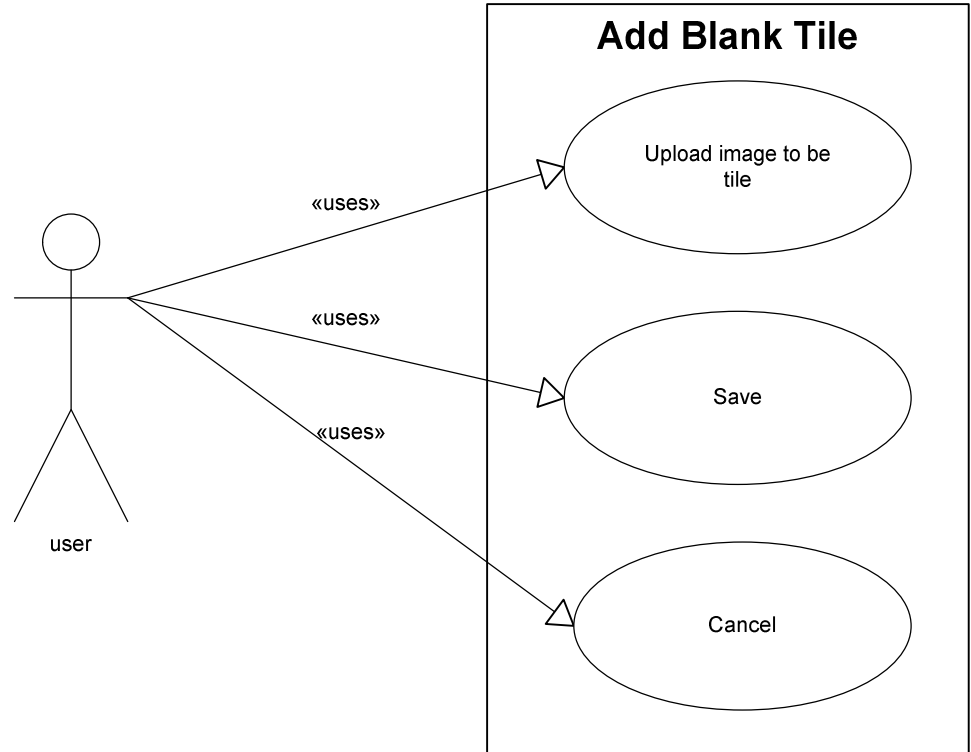 Add Blank Tile
Upload image to be
tile
«uses»
«uses»
Save
«uses»
user
Cancel